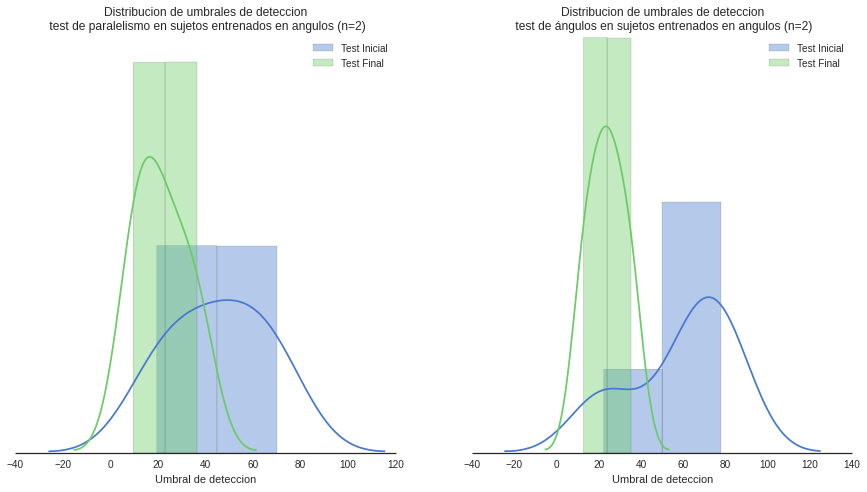 Distribucion de umbrales de deteccion
test de paralelismo en sujetos entrenados en angulos (n=2)
Test Inicial
Test Final
−40 −20 0 20 40 60 80 100 120
Umbral de deteccion
Distribucion de umbrales de deteccion
test de ángulos en sujetos entrenados en angulos (n=2)
Test Inicial
Test Final
−40 −20 0 20 40 60 80 100 120 140
Umbral de deteccion